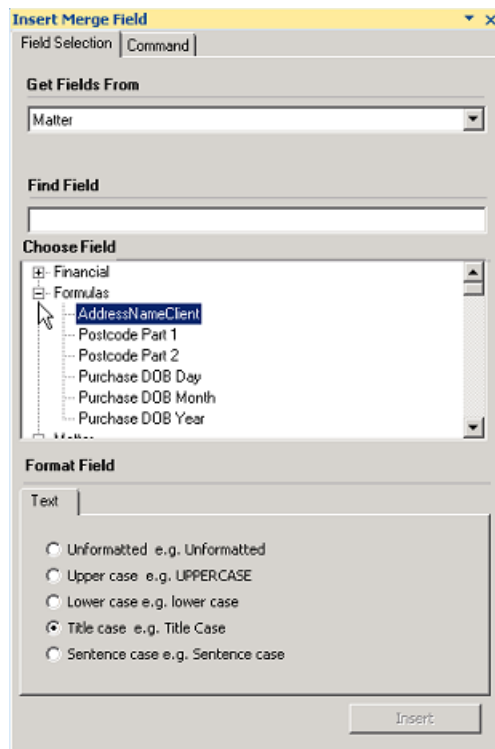 Insert Merge Field
Field Selection Command
Get Fields From
Matter
Find Field
Choose Field
Financial
Formulas
AddressNameClient
Postcode Part 1
Postcode Part 2
Purchase DOB Day
Purchase DOB Month
Purchase DOB Year
Format Field
Text
Unformatted e.g. Unformatted
Upper case e.g. UPPERCASE
Lower case e.g. lower case
Title case e.g. Title Case
Sentence case e.g. Sentence case
Insert